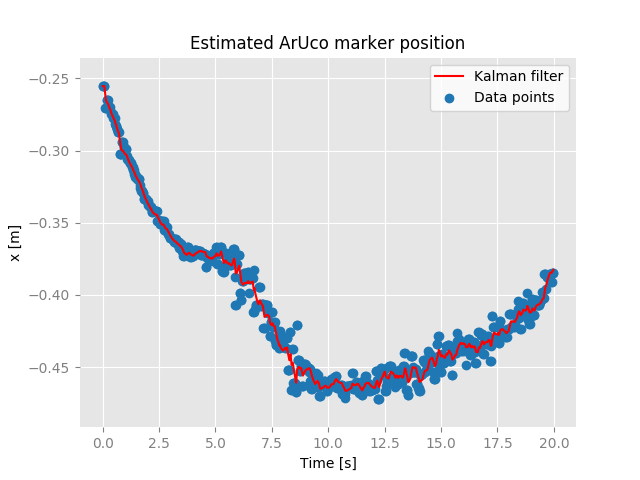 Estimated ArUco marker position
Kalman filter
Data points
−0.25
−0.30
−0.35
−0.40
−0.45
x [m]
0.0 2.5 5.0 7.5 10.0 12.5 15.0 17.5 20.0
Time [s]